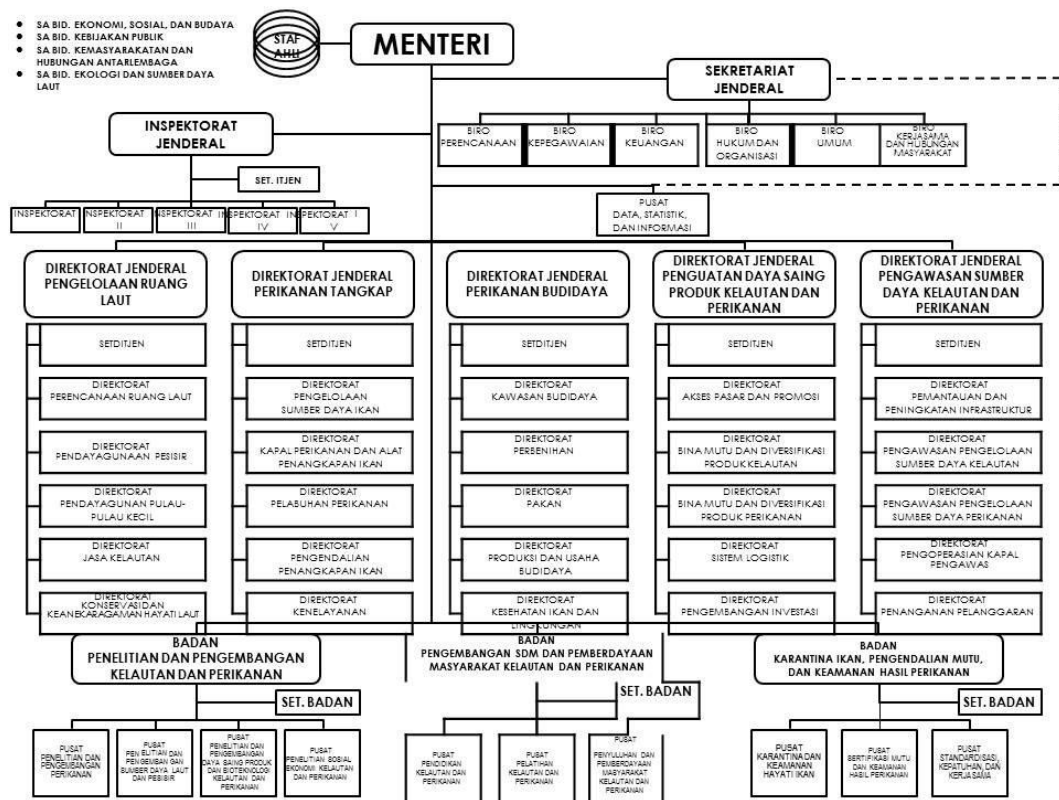 SA BID. EKONOMI, SOSIAL, DAN BUDAYA
SA BID. KEBIJAKAN PUBLIK
SA BID. KEMASYARAKATAN DAN
HUBUNGAN ANTARLEMBAGA
SA BID. EKOLOGI DAN SUMBER DAYA
LAUT
STAF
AHLI
MENTERI
SEKRETARIAT
JENDERAL
BIRO
PERENCANAAN
BIRO
KEPEGAWAIAN
BIRO
KEUANGAN
BIRO
HUKUM DAN
ORGANISASI
BIRO
UMUM
BIRO
KERJASAMA
DAN HUBUNGAN
MASYARAKAT
INSPEKTORAT
JENDERAL
SET. ITJEN
INSPEKTORAT I
INSPEKTORAT
II
INSPEKTORAT
III
INSPEKTORAT
IV
INSPEKTORAT
V
PUSAT
DATA, STATISTIK,
DAN INFORMASI
DIREKTORAT JENDERAL
PENGELOLAAN RUANG
LAUT
SETDITJEN
DIREKTORAT
PERENCANAAN RUANG LAUT
DIREKTORAT
PENDAYAGUNAAN PESISIR
DIREKTORAT
PENDAYAGUNAN PULAU-
PULAU KECIL
DIREKTORAT
JASA KELAUTAN
DIREKTORAT
KONSERVASI DAN
KEANEKARAGAMAN HAYATI LAUT
DIREKTORAT JENDERAL
PERIKANAN TANGKAP
SETDITJEN
DIREKTORAT
PENGELOLAAN
SUMBER DAYA IKAN
DIREKTORAT
KAPAL PERIKANAN DAN ALAT
PENANGKAPAN IKAN
DIREKTORAT
PELABUHAN PERIKANAN
DIREKTORAT
PENGENDALIAN
PENANGKAPAN IKAN
DIREKTORAT
KENELAYANAN
DIREKTORAT JENDERAL
PERIKANAN BUDIDAYA
SETDITJEN
DIREKTORAT
KAWASAN BUDIDAYA
DIREKTORAT
PERBENIHAN
DIREKTORAT
PAKAN
DIREKTORAT
PRODUKSI DAN USAHA
BUDIDAYA
DIREKTORAT
KESEHATAN IKAN DAN
LINGKUNGAN
DIREKTORAT JENDERAL
PENGUATAN DAYA SAING
PRODUK KELAUTAN DAN
PERIKANAN
SETDITJEN
DIREKTORAT
AKSES PASAR DAN PROMOSI
DIREKTORAT
BINA MUTU DAN DIVERSIFIKASI
PRODUK KELAUTAN
DIREKTORAT
BINA MUTU DAN DIVERSIFIKASI
PRODUK PERIKANAN
DIREKTORAT
SISTEM LOGISTIK
DIREKTORAT
PENGEMBANGAN INVESTASI
DIREKTORAT JENDERAL
PENGAWASAN SUMBER
DAYA KELAUTAN DAN
PERIKANAN
SETDITJEN
DIREKTORAT
PEMANTAUAN DAN
PENINGKATAN INFRASTRUKTUR
DIREKTORAT
PENGAWASAN PENGELOLAAN
SUMBER DAYA KELAUTAN
DIREKTORAT
PENGAWASAN PENGELOLAAN
SUMBER DAYA PERIKANAN
DIREKTORAT
PENGOPERASIAN KAPAL
PENGAWAS
DIREKTORAT
PENANGANAN PELANGGARAN
BADAN
PENELITIAN DAN PENGEMBANGAN
KELAUTAN DAN PERIKANAN
SET. BADAN
PUSAT
PENELITIAN DAN
PENGEMBANGAN
PERIKANAN
PUSAT
PENELITIAN DAN
PENGEMBANGAN
SUMBER DAYA LAUT
DAN PESISIR
PUSAT
PENELITIAN DAN
PENGEMBANGAN
DAYA SAING PRODUK
DAN BIOTEKNOLOGI
KELAUTAN DAN
PERIKANAN
PUSAT
PENELITIAN SOSIAL
EKONOMI KELAUTAN
DAN PERIKANAN
BADAN
PENGEMBANGAN SDM DAN PEMBERDAYAAN
MASYARAKAT KELAUTAN DAN PERIKANAN
SET. BADAN
PUSAT
PENDIDIKAN
KELAUTAN DAN
PERIKANAN
PUSAT
PELATIHAN
KELAUTAN DAN
PERIKANAN
PUSAT
PENYULUHAN DAN
PEMBERDAYAAN
MASYARAKAT
KELAUTAN DAN
PERIKANAN
BADAN
KARANTINA IKAN, PENGENDALIAN MUTU,
DAN KEAMANAN HASIL PERIKANAN
SET. BADAN
PUSAT
KARANTINA DAN
KEAMANAN
HAYATI IKAN
PUSAT
SERTIFIKASI MUTU
DAN KEAMANAN
HASIL PERIKANAN
PUSAT
STANDARDISASI,
KEPATUHAN, DAN
KERJASAMA